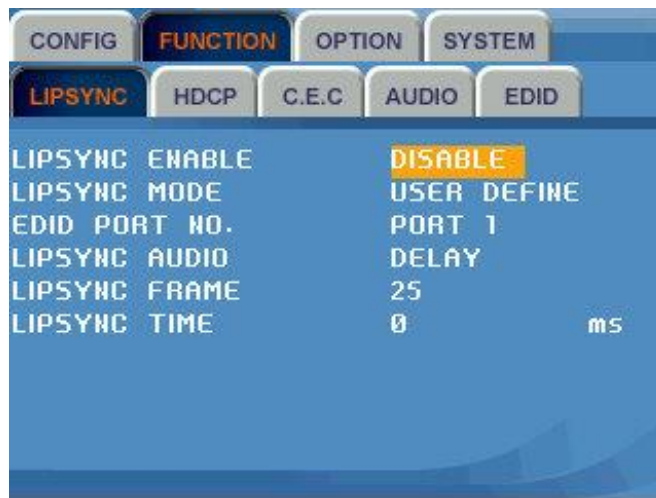 CONFIG FUNCTION OPTION SYSTEM
LIPSYNC HDCP C.E.C AUDIO EDID
LIPSYNC ENABLE DISABLE
LIPSYNC MODE USER DEFINE
EDID PORT NO. PORT 1
LIPSYNC AUDIO DELAY
LIPSYNC FRAME 25
LIPSYNC TIME 0 ms